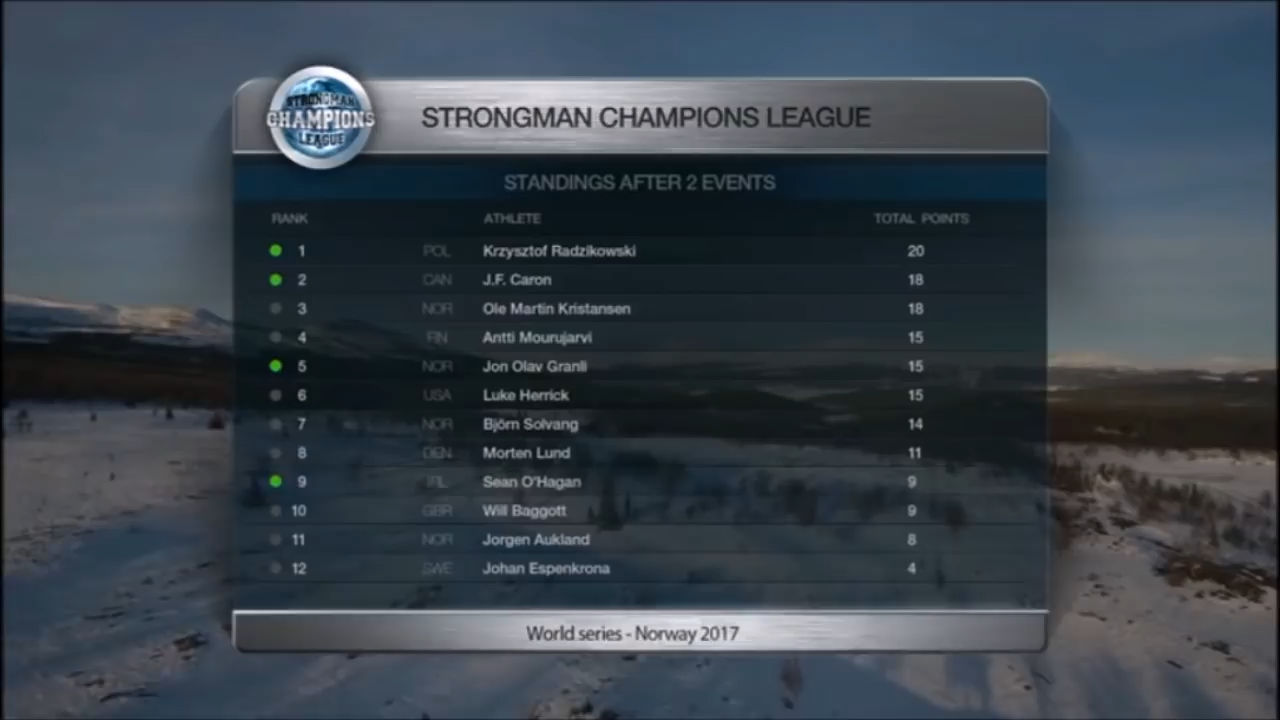 STRONGMAN
CHAMPIONS
LEAGUE
STRONGMAN CHAMPIONS LEAGUE
STANDINGS AFTER 2 EVENTS
RANK ATHLETE TOTAL POINTS
1 POL Krzysztof Radzikowski 20
2 CAN J.F. Caron 18
3 NOR Ole Martin Kristansen 18
4 FIN Antti Mourujarvi 15
5 NOR Jon Olav Granli 15
6 USA Luke Herrick 15
7 NOR Björn Solvang 14
8 DEN Morten Lund 11
9 Sean O'Hagan 9
10 GBR Will Baggott 9
11 NOR Jorgen Aukland 8
12 SWE Johan Espenkrona 4
World series - Norway 2017